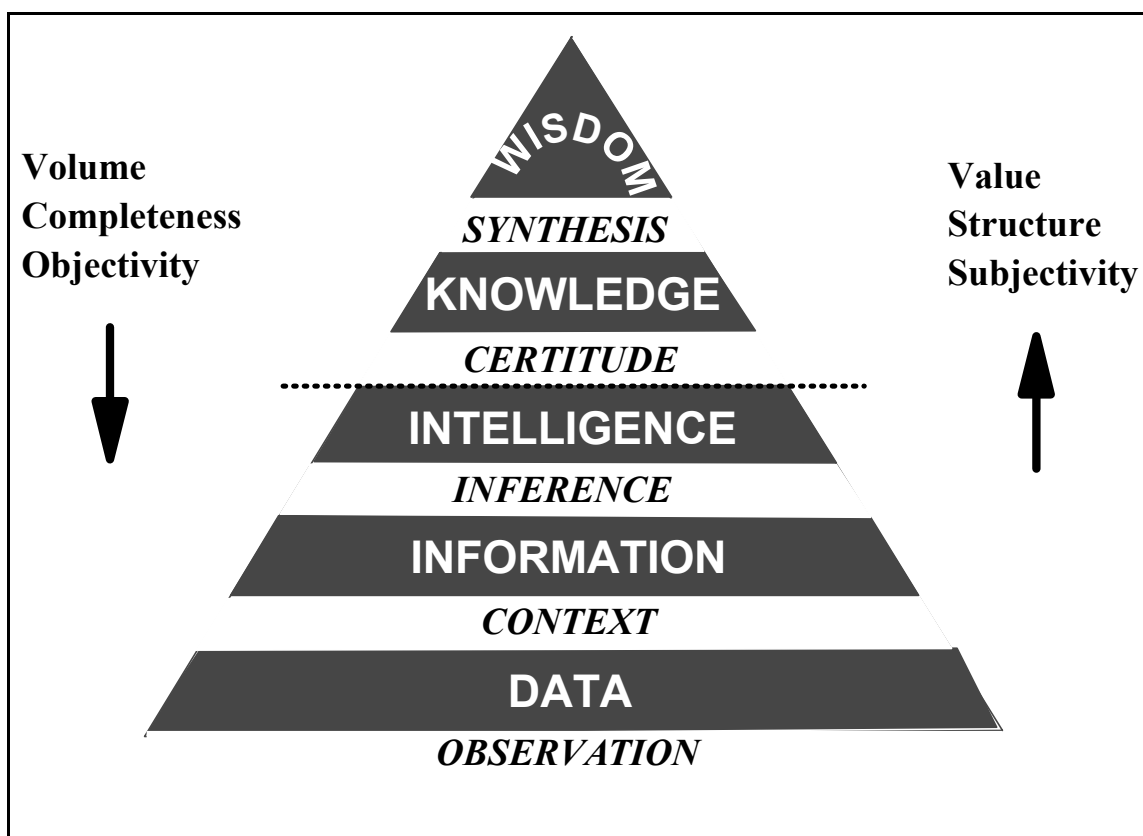 WISDOM
Volume
Completeness
Objectivity
Value
Structure
Subjectivity
SYNTHESIS
KNOWLEDGE
CERTITUDE
INTELLIGENCE
INFERENCE
INFORMATION
CONTEXT
DATA
OBSERVATION